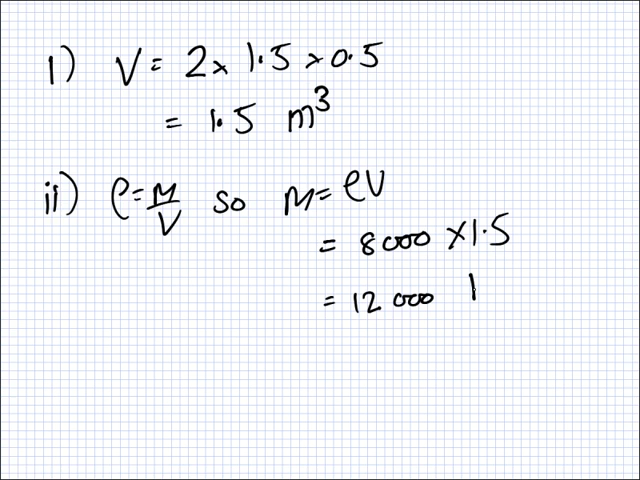 i) V = 2 × 1.5 × 0.5
= 1.5 m³
ii) ρ = M/V so M = ρV
= 8000 × 1.5
= 12 000